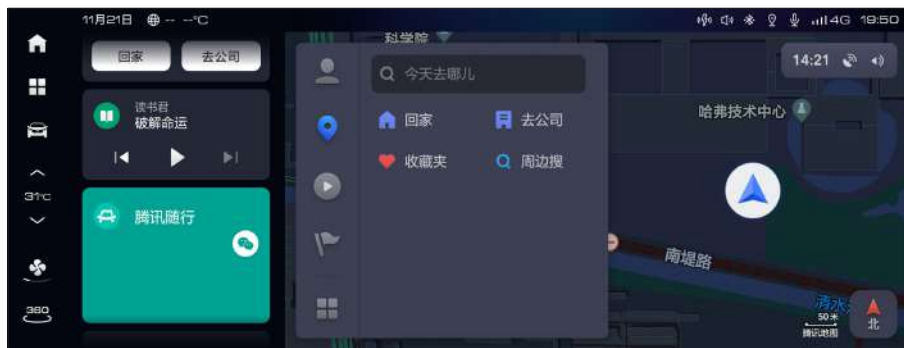 11月21日 -- --°C
4G 19:50
回家 去公司
读书君
破解命运
31°C
腾讯随行
360
今天去哪儿
回家 去公司
收藏夹 周边搜
科学院
14:21
哈弗技术中心
南堤路
清水
50米
腾讯地图
北